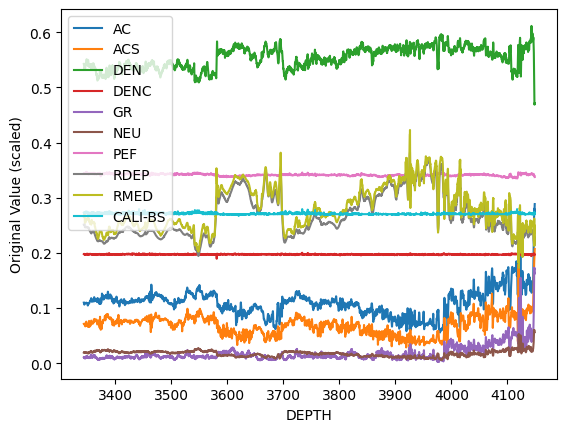 0.6
0.5
0.4
0.3
0.2
0.1
0.0
Original Value (scaled)
AC
ACS
DEN
DENC
GR
NEU
PEF
RDEP
RMED
CALI-BS
3400 3500 3600 3700 3800 3900 4000 4100
DEPTH